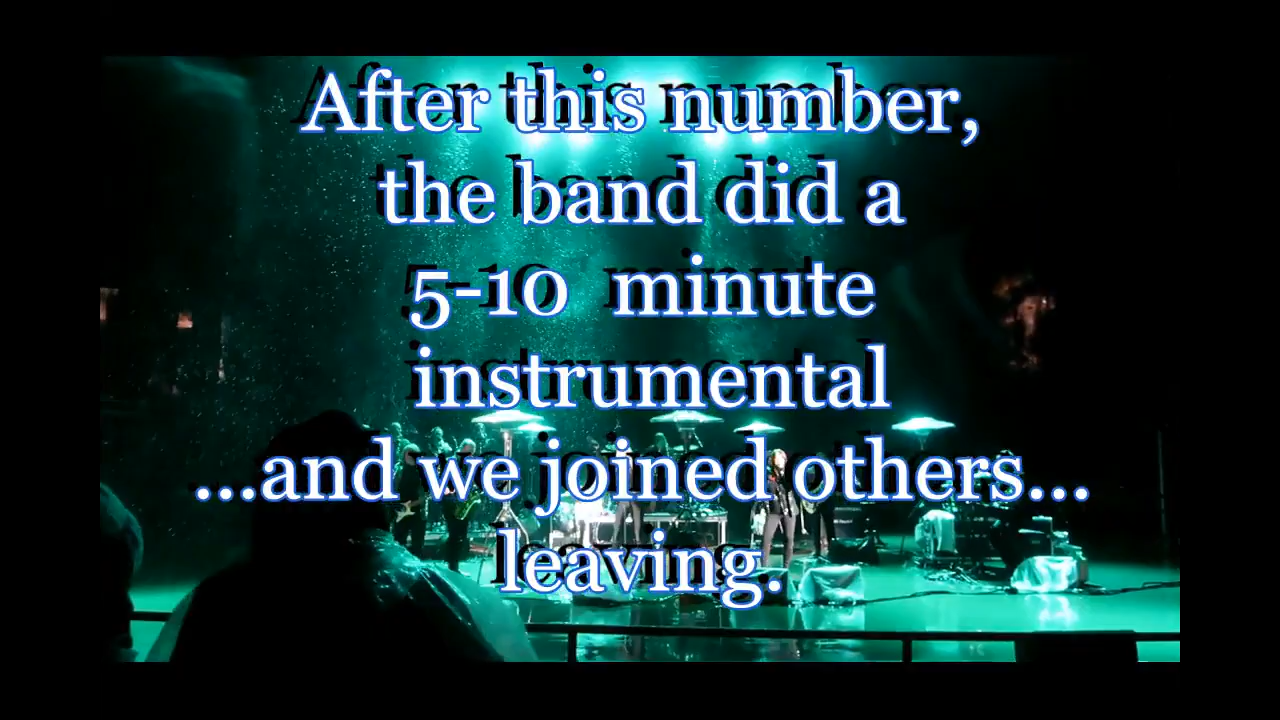 After this number,
the band did a
5-10 minute
instrumental
...and we joined others...
leaving.